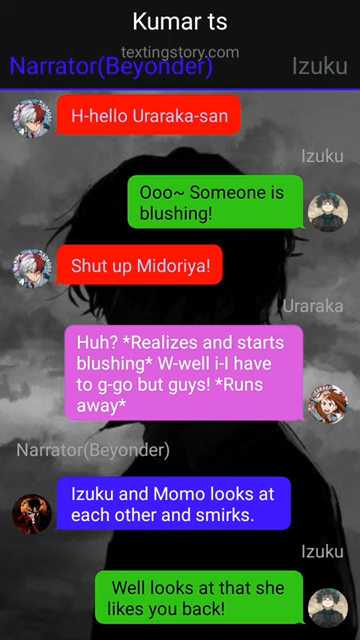 Kumar ts
textingstory.com
Narrator(Beyonder)
Izuku
H-hello Uraraka-san
Izuku
Ooo~ Someone is
blushing!
Shut up Midoriya!
Uraraka
Huh? *Realizes and starts
blushing* W-well i-I have
to g-go but guys! *Runs
away*
Narrator(Beyonder)
Izuku and Momo looks at
each other and smirks.
Izuku
Well looks at that she
likes you back!